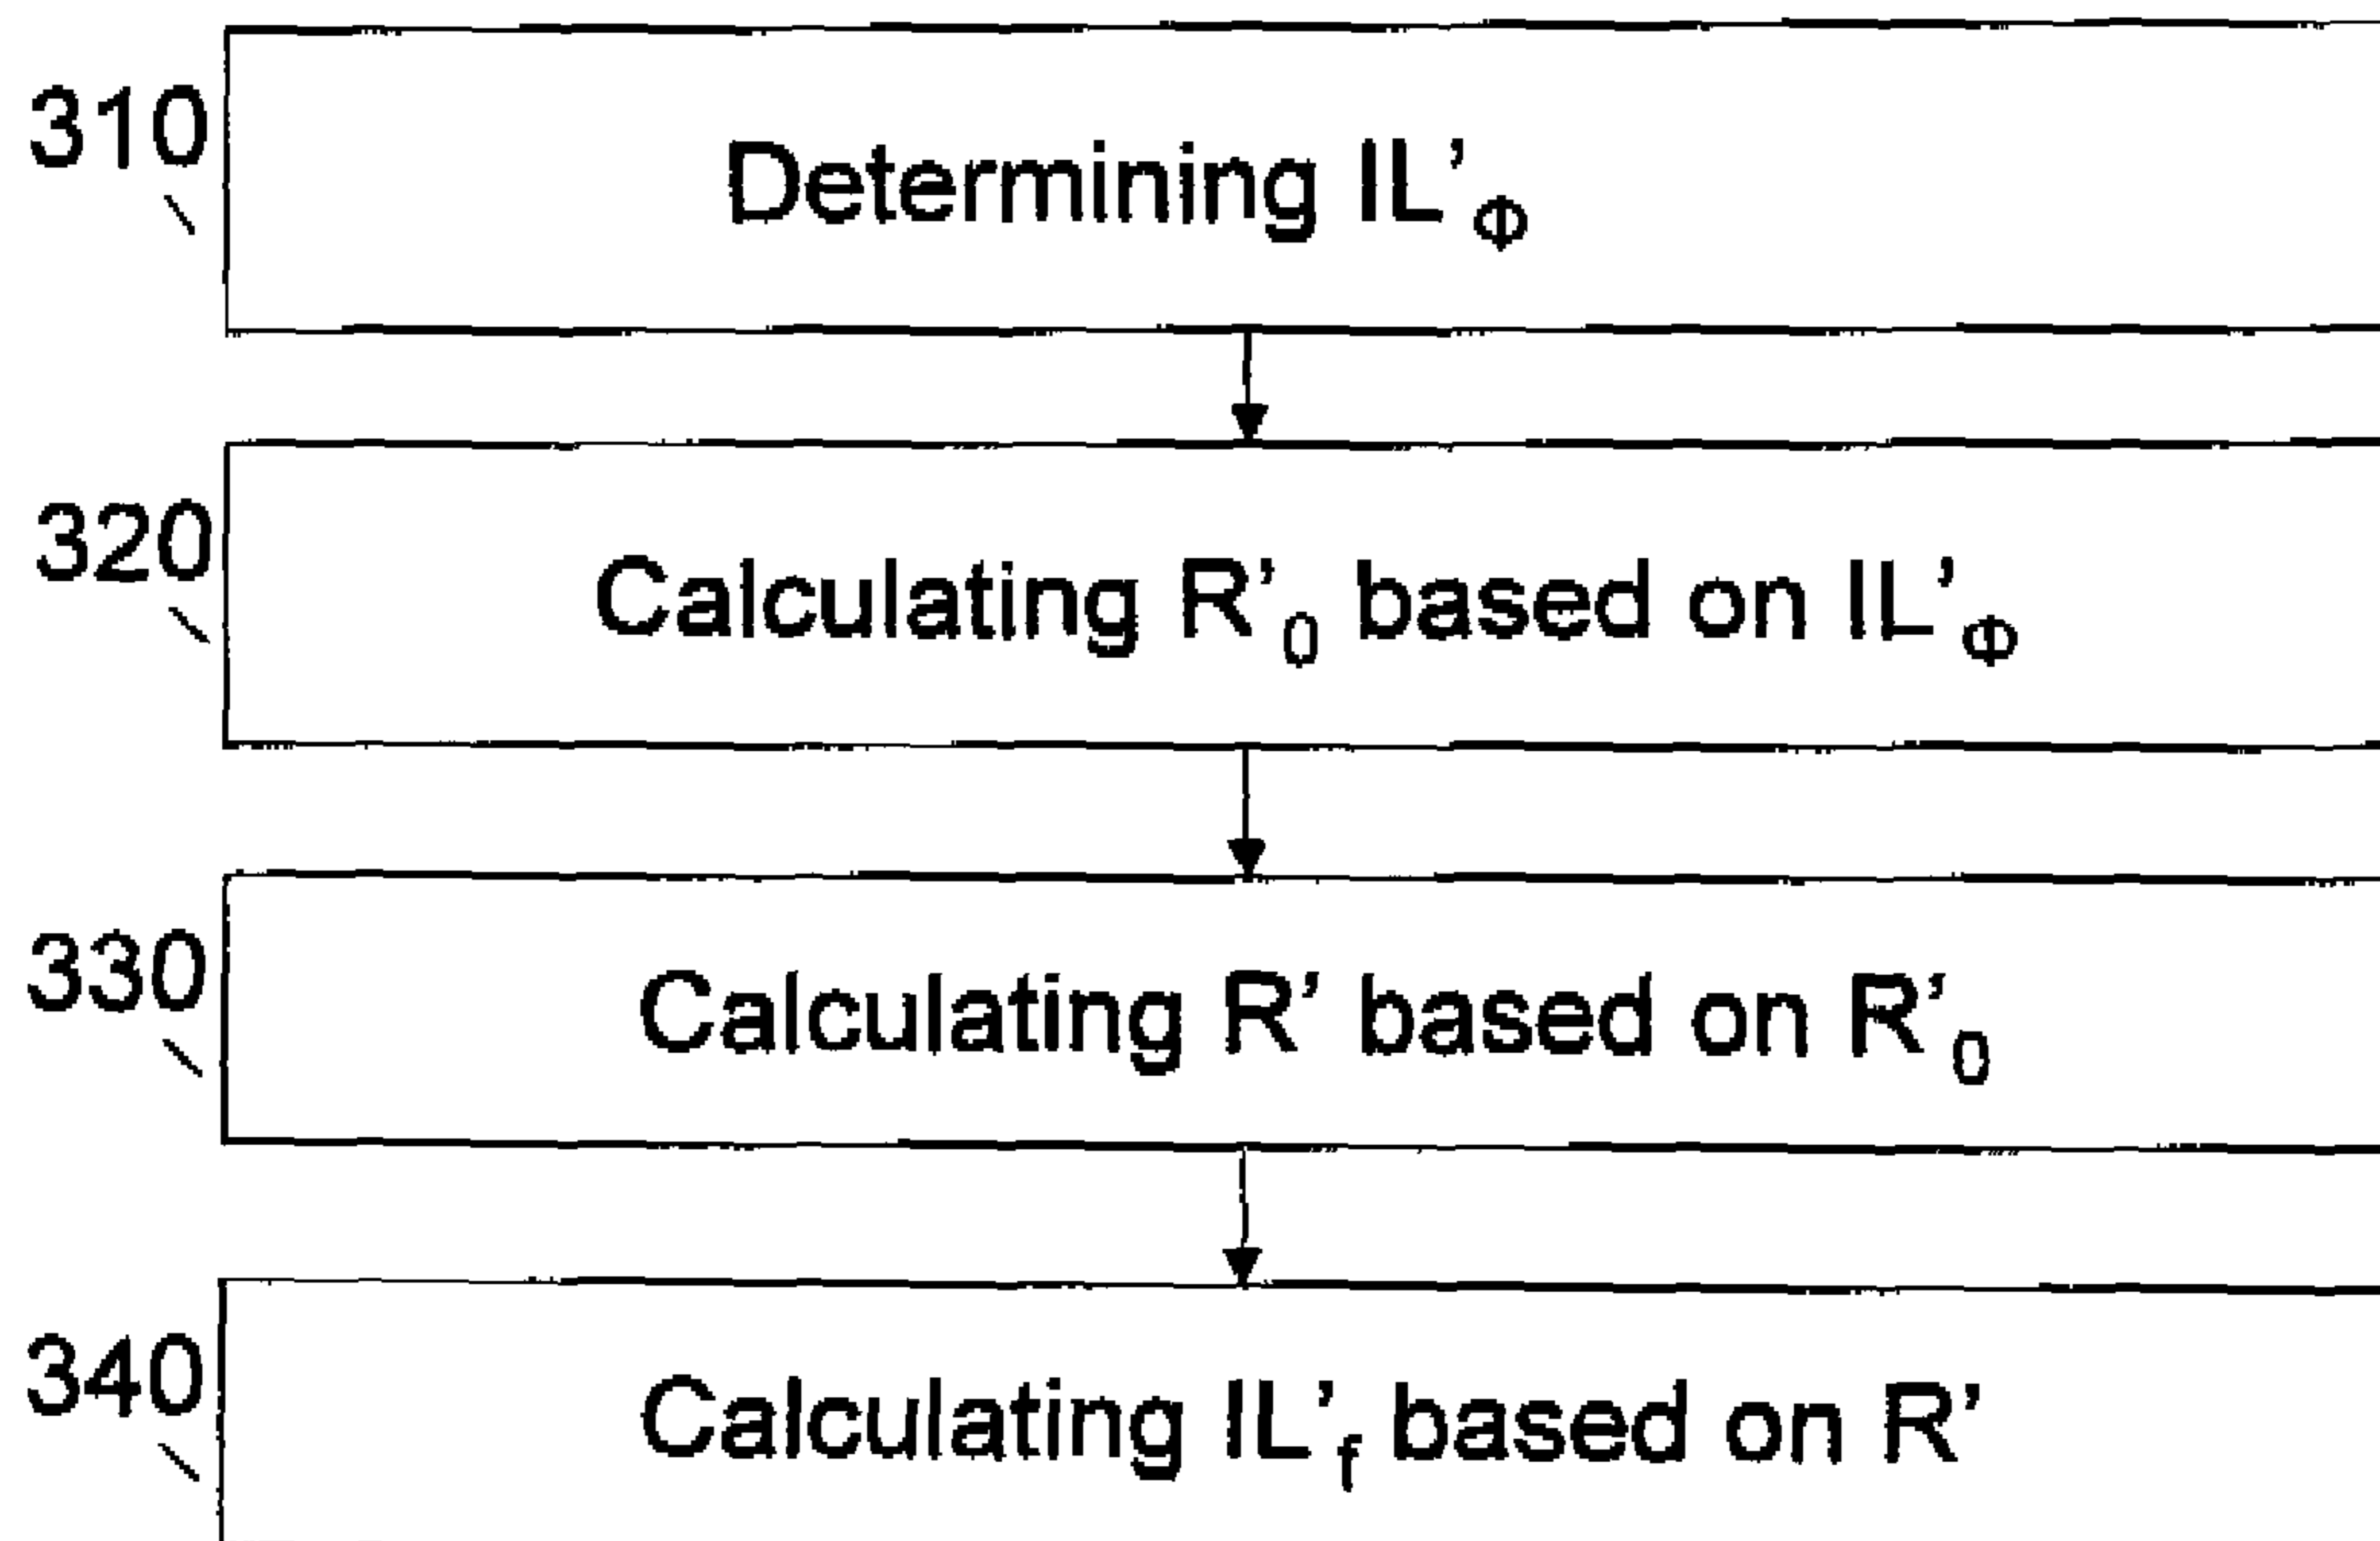 310
Determining IL’Φ
320
Calculating R’0 based on IL’Φ
330
Calculating R’ based on R’0
340
Calculating IL’f based on R’